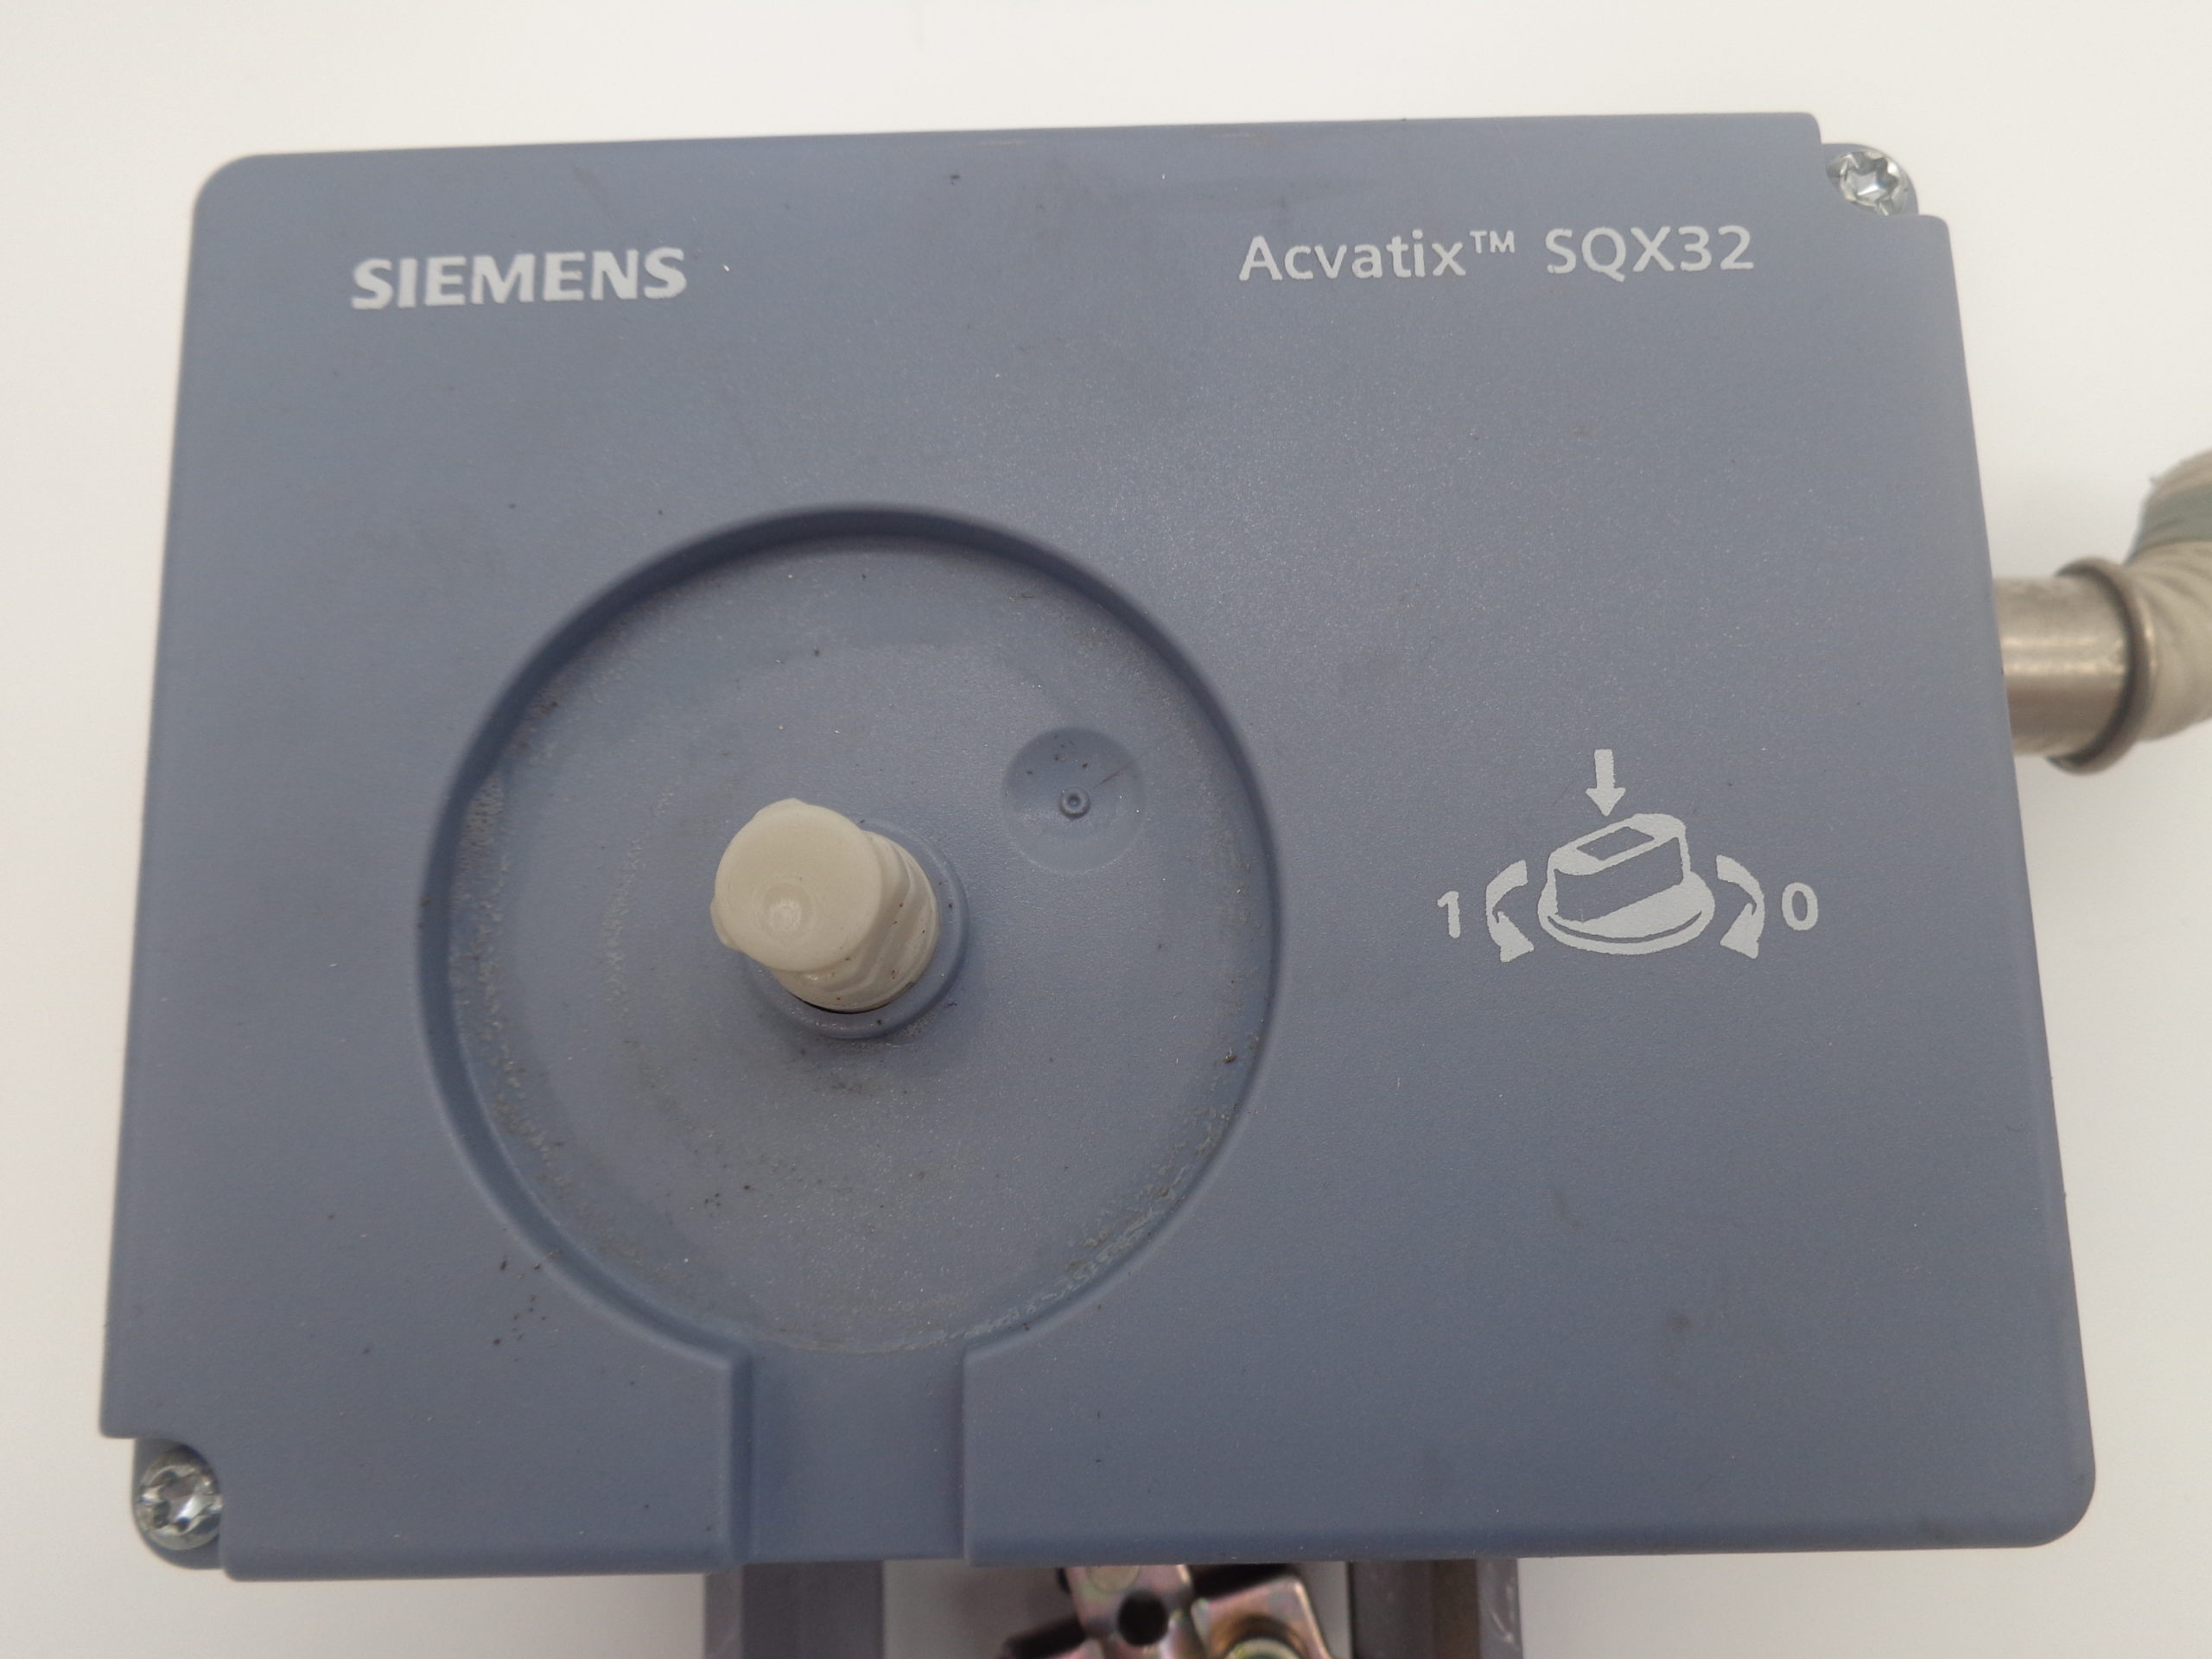 SIEMENS
Acvatix™ SQX32
1 0